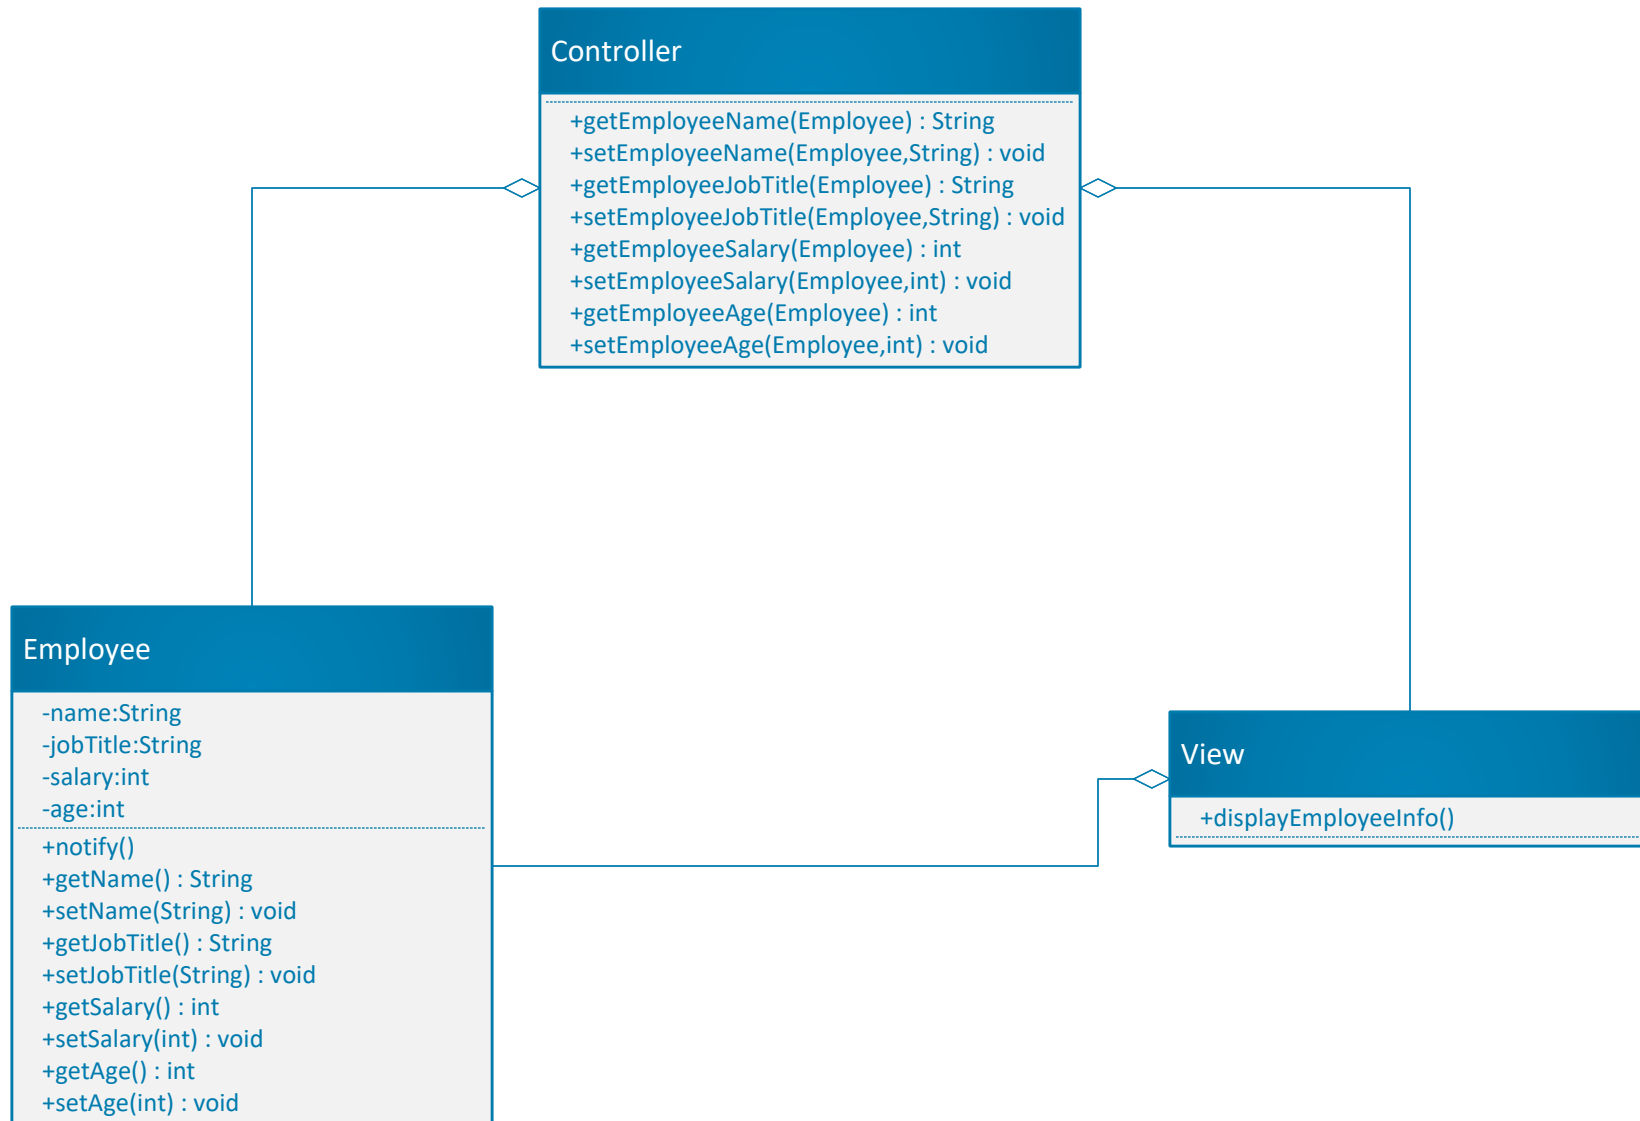 Controller
+getEmployeeName(Employee) : String
+setEmployeeName(Employee,String) : void
+getEmployeeJobTitle(Employee) : String
+setEmployeeJobTitle(Employee,String) : void
+getEmployeeSalary(Employee) : int
+setEmployeeSalary(Employee,int) : void
+getEmployeeAge(Employee) : int
+setEmployeeAge(Employee,int) : void
Employee
-name:String
-jobTitle:String
-salary:int
-age:int
+notify()
+getName() : String
+setName(String) : void
+getJobTitle() : String
+setJobTitle(String) : void
+getSalary() : int
+setSalary(int) : void
+getAge() : int
+setAge(int) : void
View
+displayEmployeeInfo()